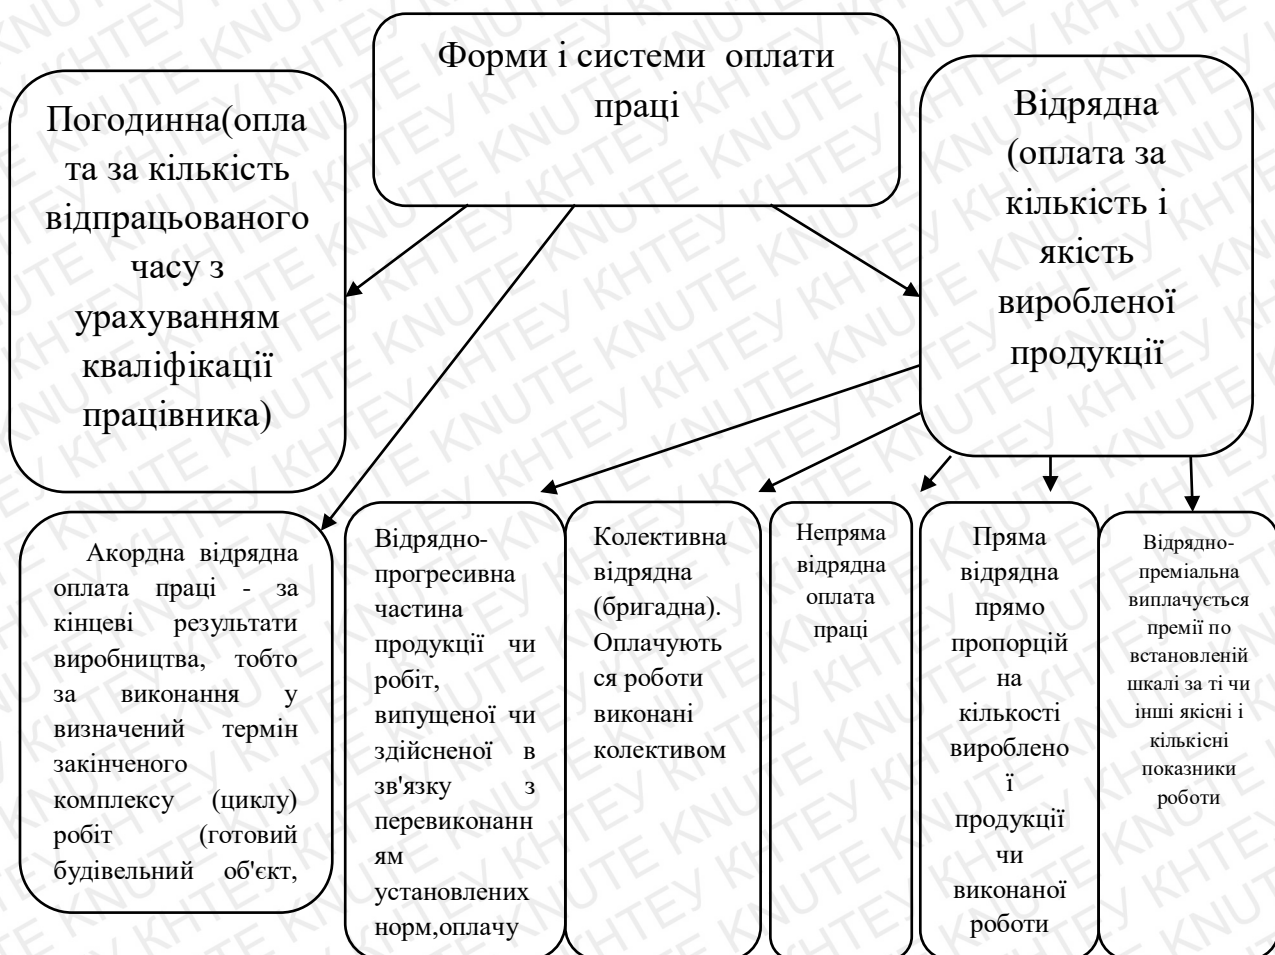 Форми і системи оплати
праці
Погодинна(опла
та за кількість
відпрацьованого
часу з
урахуванням
кваліфікації
працівника)
Відрядна
(оплата за
кількість і
якість
виробленої
продукції
Акордна відрядна
оплата праці - за
кінцеві результати
виробництва, тобто
за виконання у
визначений термін
закінченого
комплексу (циклу)
робіт (готовий
будівельний об'єкт,
Відрядно-
прогресивна
частина
продукції чи
робіт,
випущеної чи
здійсненої в
зв'язку з
перевиконанн
ям
установлених
норм,оплачу
Колективна
відрядна
(бригадна).
Оплачують
ся роботи
виконані
колективом
Непряма
відрядна
оплата
праці
Пряма
відрядна
прямо
пропорцій
на
кількості
виробленo
ї
продукції
чи
виконаної
роботи
Відрядно-
преміальна
виплачується
премії по
встановленій
шкалі за ті чи
інші якісні і
кількісні
показники
роботи